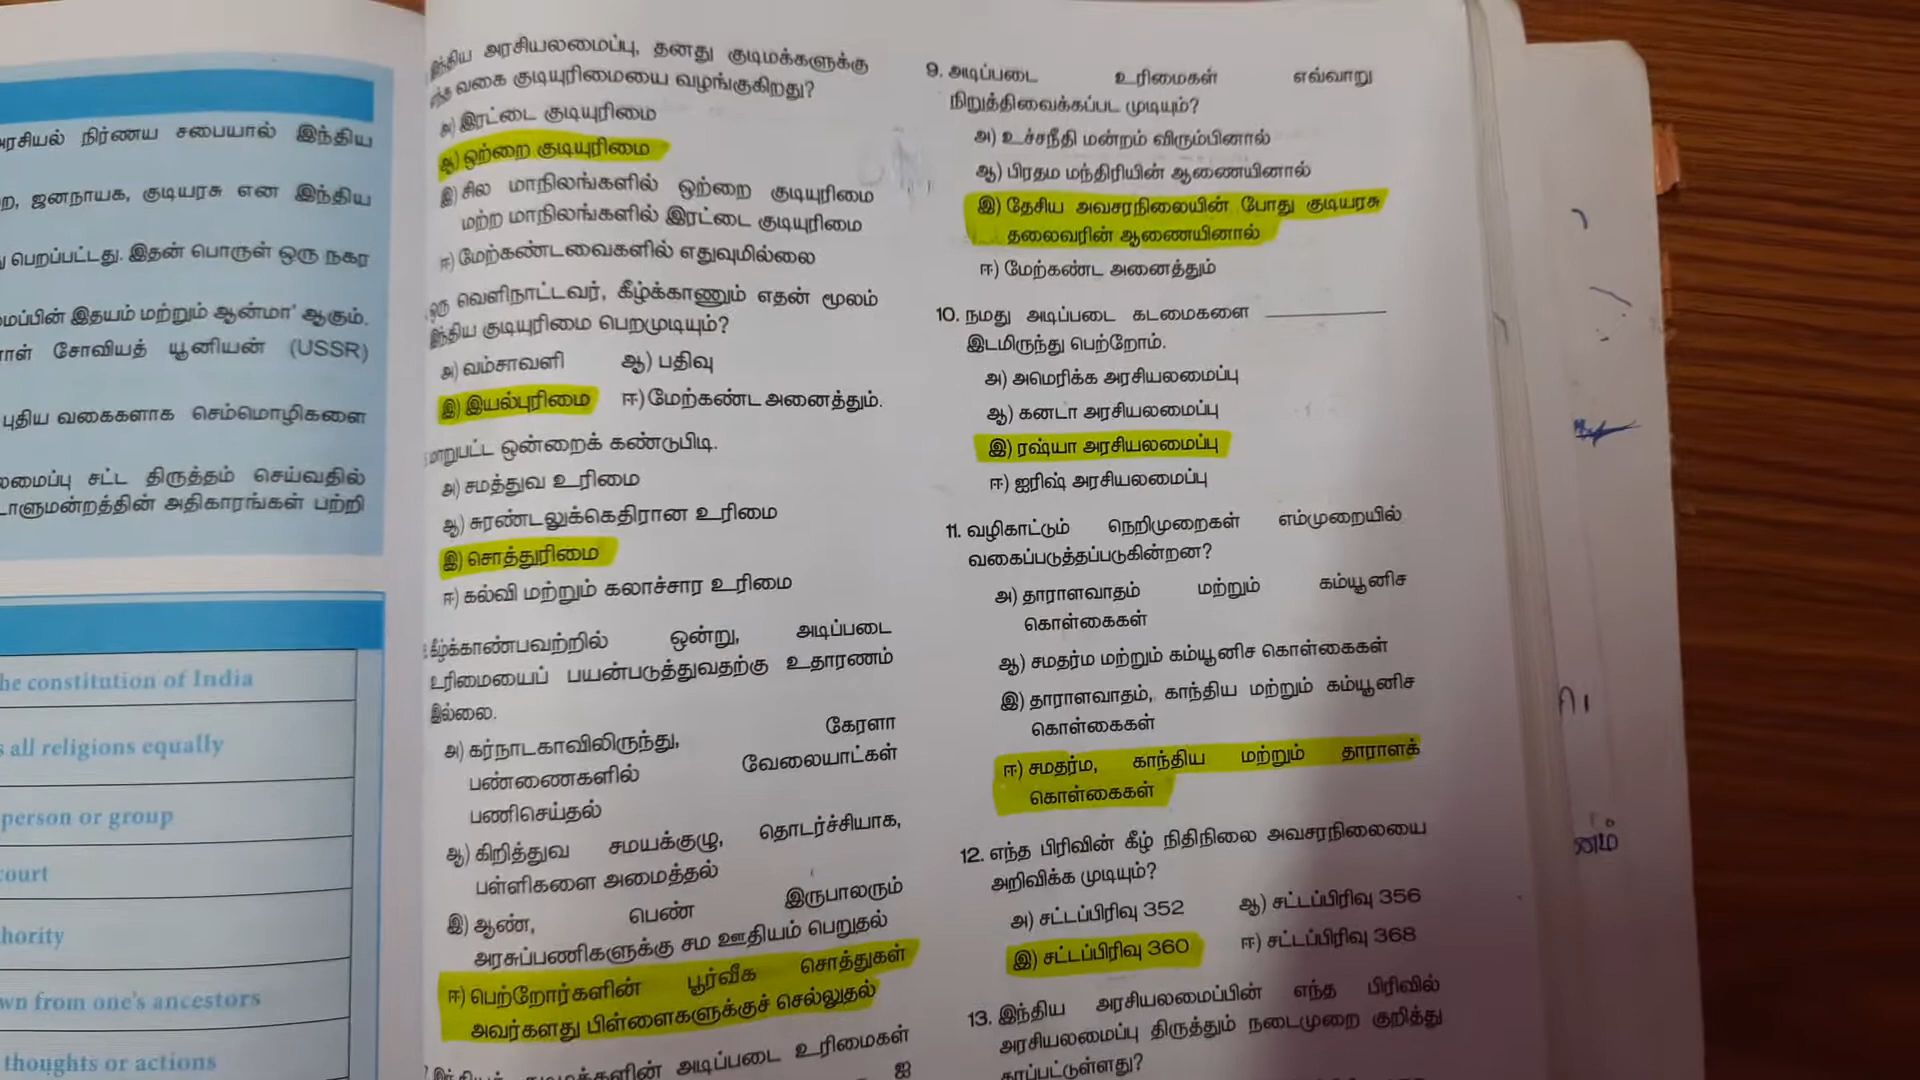 அரசியல் நிர்ணய சபையால் இந்திய
ஜனநாயக, குடியரசு என இந்திய
பெறப்பட்டது. இதன் பொருள் ஒரு நகர
இதயம் மற்றும் ஆன்மா' ஆகும்.
சோவியத் யூனியன் (USSR)
புதிய வகைகளாக செம்மொழிகளை
சட்ட திருத்தம் செய்வதில்
அதிகாரங்கள் பற்றி
the constitution of India
all religions equally
person or group
court
from one's ancestors
thoughts or actions
இந்திய அரசியலமைப்பு, தனது குடிமக்களுக்கு
எந்த வகை குடியுரிமையை வழங்குகிறது?
அ) இரட்டை குடியுரிமை
ஆ) ஒற்றை குடியுரிமை
இ) சில மாநிலங்களில் ஒற்றை குடியுரிமை
மற்ற மாநிலங்களில் இரட்டை குடியுரிமை
ஈ) மேற்கண்டவைகளில் எதுவுமில்லை
ஒரு வெளிநாட்டவர், கீழ்க்காணும் எதன் மூலம்
இந்திய குடியுரிமை பெறமுடியும்?
அ) வம்சாவளி ஆ) பதிவு
இ) இயல்புரிமை ஈ) மேற்கண்ட அனைத்தும்.
மாறுபட்ட ஒன்றைக் கண்டுபிடி.
அ) சமத்துவ உரிமை
ஆ) சுரண்டலுக்கெதிரான உரிமை
இ) சொத்துரிமை
ஈ) கல்வி மற்றும் கலாச்சார உரிமை
கீழ்க்காண்பவற்றில் ஒன்று, அடிப்படை
உரிமையைப் பயன்படுத்துவதற்கு உதாரணம்
இல்லை.
அ) கர்நாடகாவிலிருந்து, கேரளா
பண்ணைகளில் வேலையாட்கள்
பணிசெய்தல்
ஆ) கிறித்துவ சமயக்குழு, தொடர்ச்சியாக,
பள்ளிகளை அமைத்தல்
இ) ஆண், பெண் இருபாலரும்
அரசுப்பணிகளுக்கு சம ஊதியம் பெறுதல்
ஈ) பெற்றோர்களின் பூர்வீக சொத்துகள்
அவர்களது பிள்ளைகளுக்குச் செல்லுதல்
அடிப்படை உரிமைகள்
ஐ
9. அடிப்படை உரிமைகள் எவ்வாறு
நிறுத்திவைக்கப்பட முடியும்?
அ) உச்சநீதி மன்றம் விரும்பினால்
ஆ) பிரதம மந்திரியின் ஆணையினால்
இ) தேசிய அவசரநிலையின் போது குடியரசு
தலைவரின் ஆணையினால்
ஈ) மேற்கண்ட அனைத்தும்
10. நமது அடிப்படை கடமைகளை ____________
இடமிருந்து பெற்றோம்.
அ) அமெரிக்க அரசியலமைப்பு
ஆ) கனடா அரசியலமைப்பு
இ) ரஷ்யா அரசியலமைப்பு
ஈ) ஐரிஷ் அரசியலமைப்பு
11. வழிகாட்டும் நெறிமுறைகள் எம்முறையில்
வகைப்படுத்தப்படுகின்றன?
அ) தாராளவாதம் மற்றும் கம்யூனிச
கொள்கைகள்
ஆ) சமதர்ம மற்றும் கம்யூனிச கொள்கைகள்
இ) தாராளவாதம், காந்திய மற்றும் கம்யூனிச
கொள்கைகள்
ஈ) சமதர்ம, காந்திய மற்றும் தாராளக்
கொள்கைகள்
12. எந்த பிரிவின் கீழ் நிதிநிலை அவசரநிலையை
அறிவிக்க முடியும்?
அ) சட்டப்பிரிவு 352 ஆ) சட்டப்பிரிவு 356
இ) சட்டப்பிரிவு 360 ஈ) சட்டப்பிரிவு 368
13. இந்திய அரசியலமைப்பின் எந்த பிரிவில்
அரசியலமைப்பு திருத்தும் நடைமுறை குறித்து
தரப்பட்டுள்ளது?